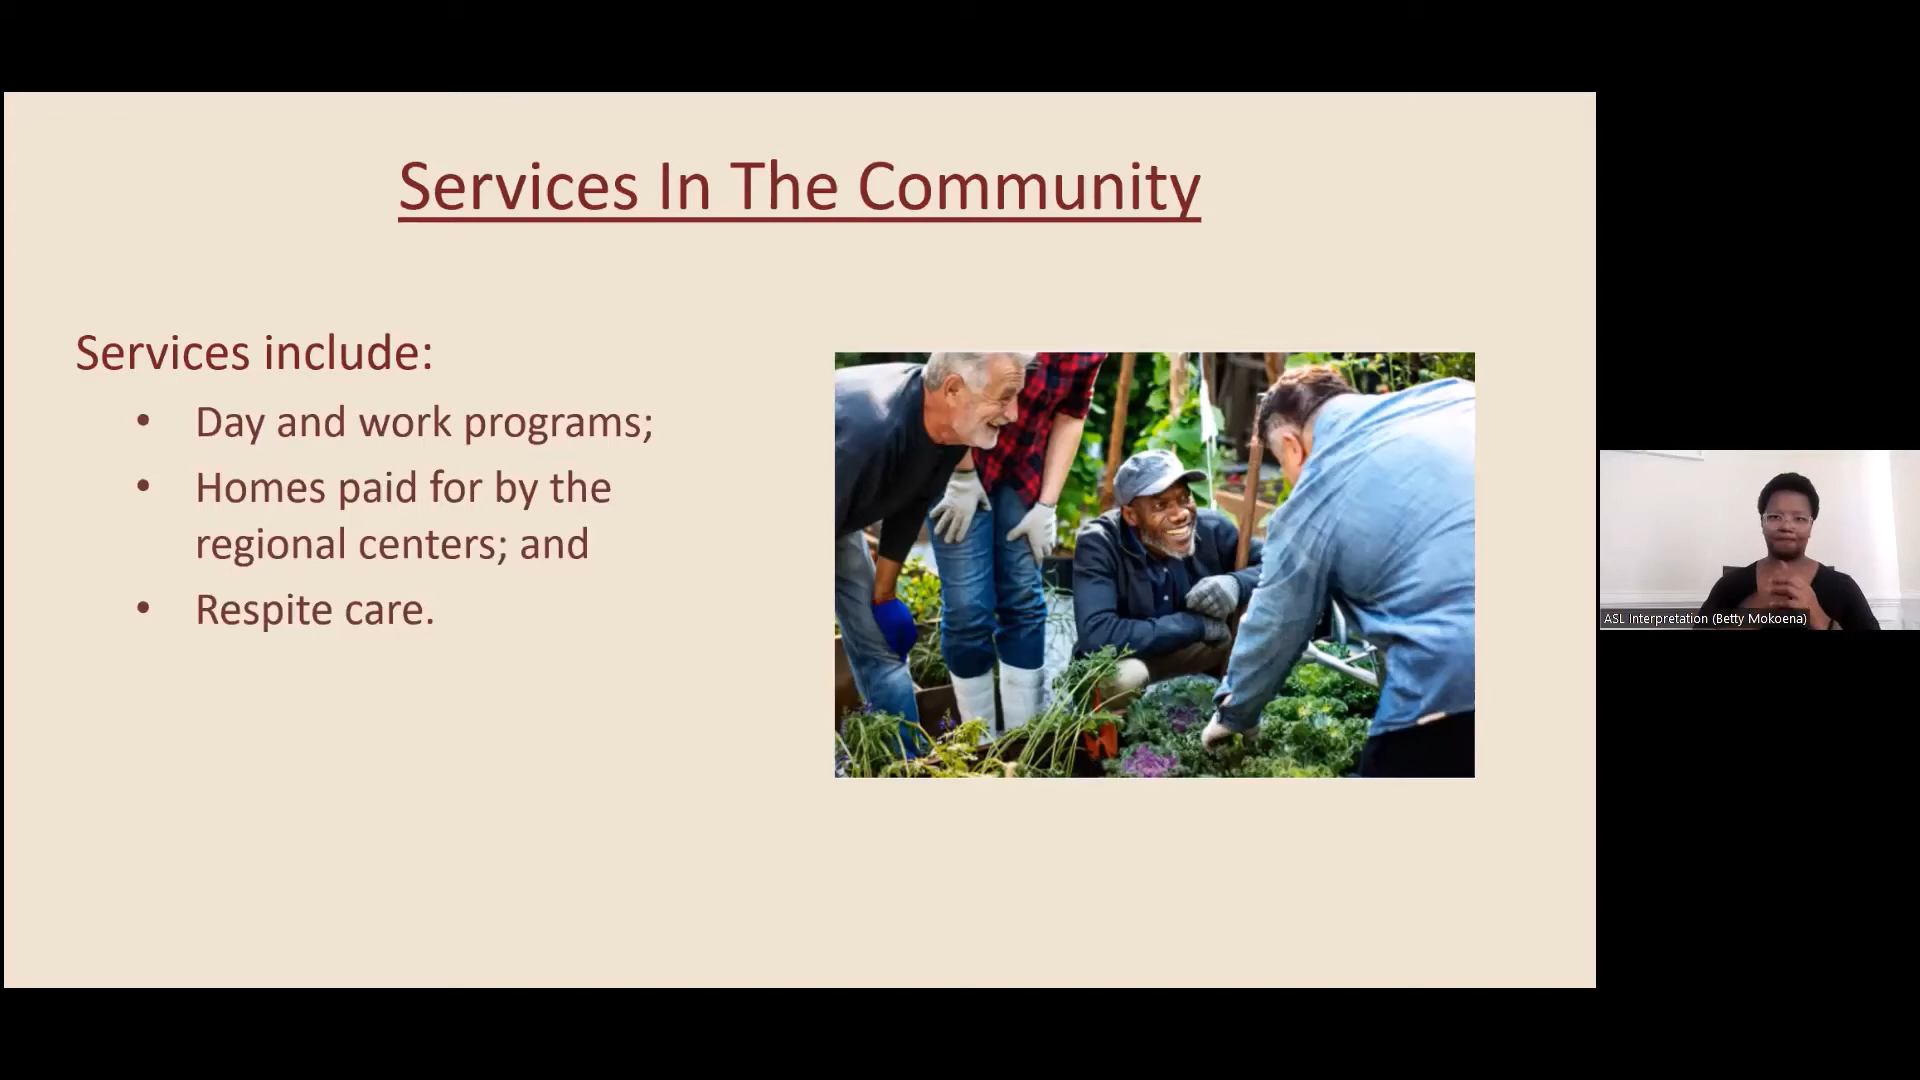 Services In The Community
Services include:
• Day and work programs;
• Homes paid for by the
regional centers; and
• Respite care.
ASL Interpretation (Betty Mokoena)